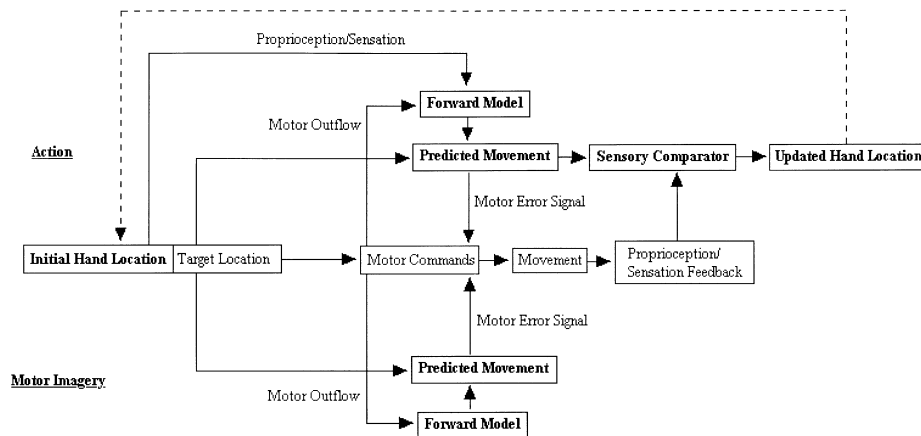 Proprioception/Sensation
Forward Model
Motor Outflow
Action
Predicted Movement
Sensory Comparator
Updated Hand Location
Motor Error Signal
Initial Hand Location
Target Location
Motor Commands
Movement
Proprioception/
Sensation Feedback
Motor Error Signal
Predicted Movement
Motor Imagery
Motor Outflow
Forward Model